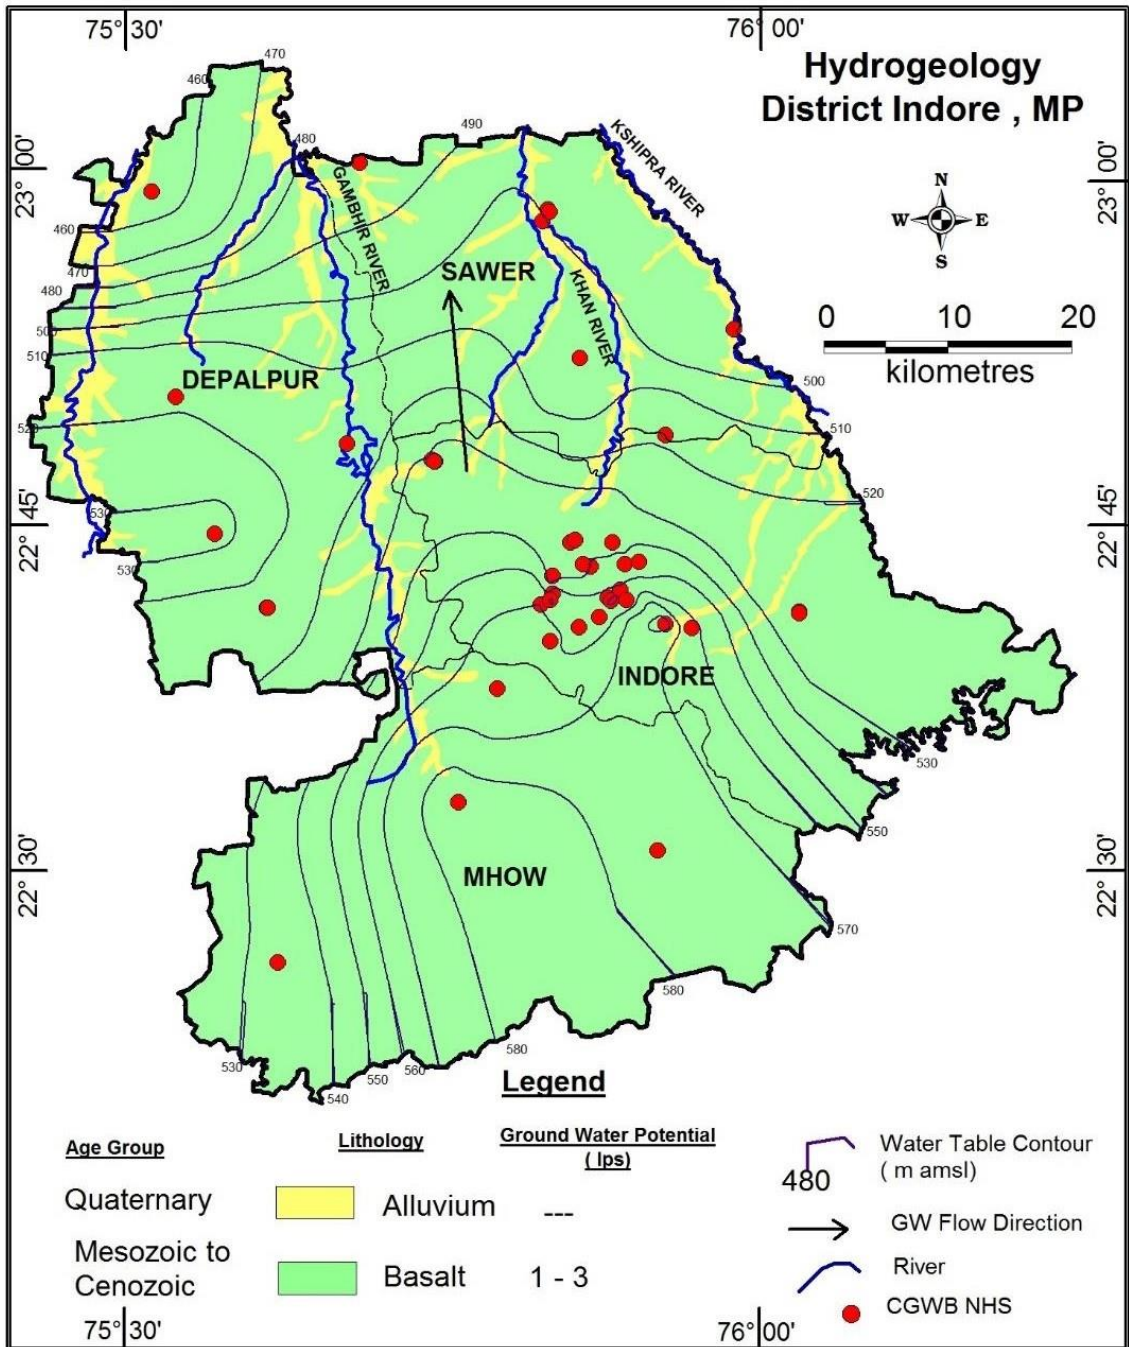 75° 30'
76° 00'
Hydrogeology
District Indore , MP
470
460
480
490
KSHIPRA RIVER
23° 00'
23° 00'
GAMBHIR RIVER
N
W E
S
460
470
480
SAWER
KHAN RIVER
0 10 20
kilometres
500
510
DEPALPUR
500
510
520
520
530
22° 45'
22° 45'
530
INDORE
530
550
22° 30'
22° 30'
MHOW
570
580
580
530
560
550
540
Legend
Age Group Lithology Ground Water Potential
( lps)
Quaternary Alluvium ---
Mesozoic to
Cenozoic Basalt 1 - 3
480
Water Table Contour
( m amsl)
GW Flow Direction
River
CGWB NHS
75° 30'
76° 00'